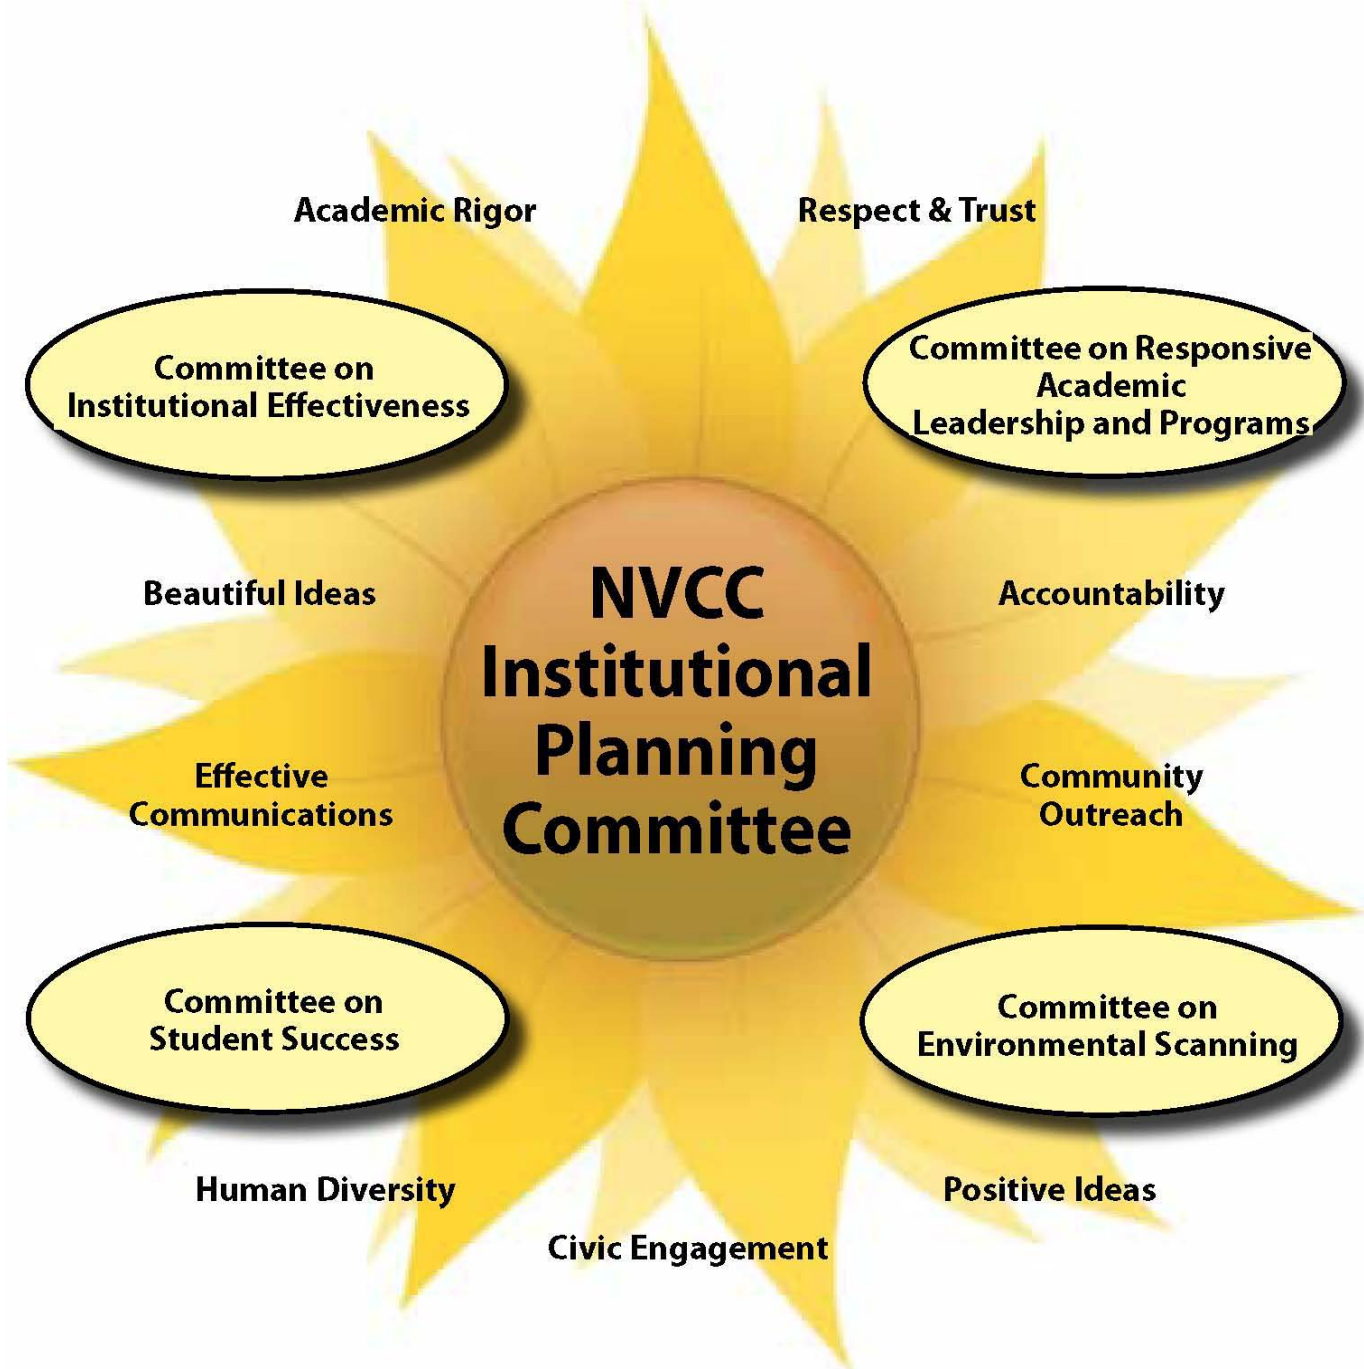 Academic Rigor
Respect & Trust
Committee on
Institutional Effectiveness
Committee on Responsive
Academic
Leadership and Programs
Beautiful Ideas
Accountability
NVCC
Institutional
Planning
Committee
Effective
Communications
Community
Outreach
Committee on
Student Success
Committee on
Environmental Scanning
Human Diversity
Positive Ideas
Civic Engagement